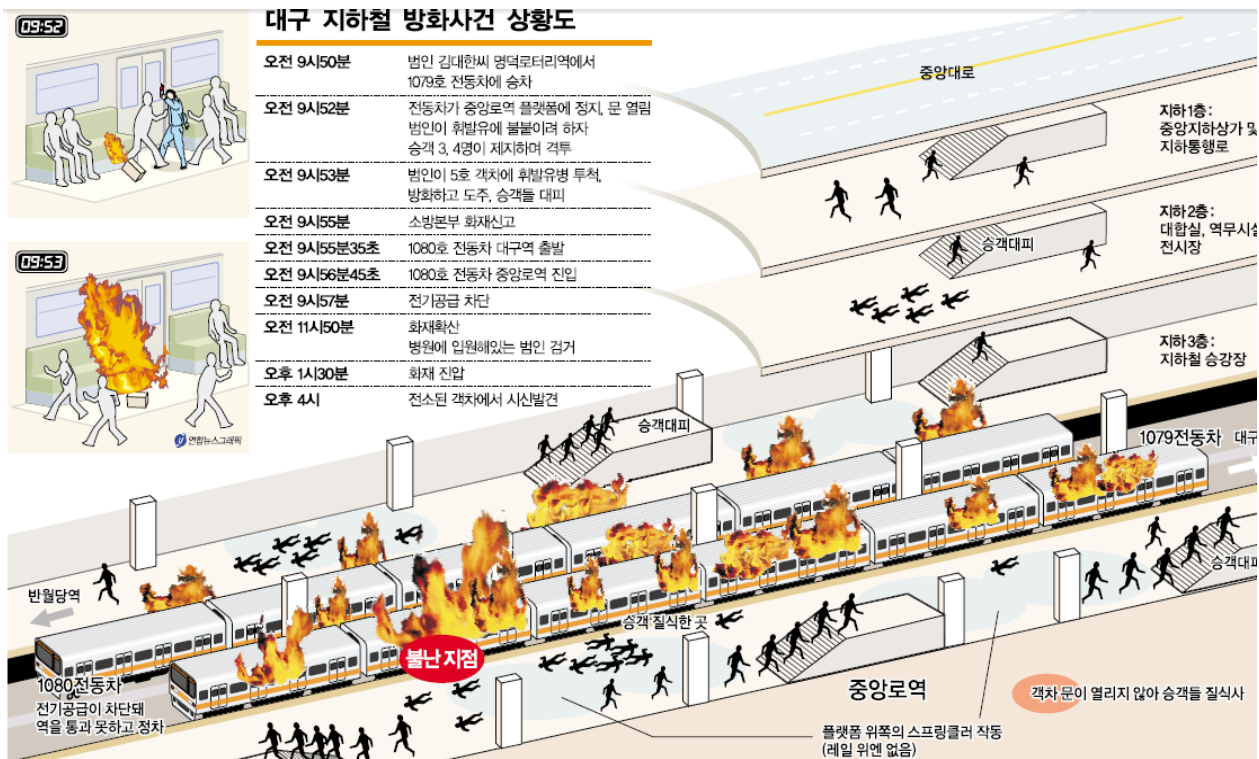 09:52
대구 지하철 방화사건 상황도
오전 9시50분
범인 김대한씨 명덕로터리역에서
1079호 전동차에 승차
오전 9시52분
전동차가 중앙로역 플랫폼에 정지, 문 열림
범인이 휘발유에 불붙이려 하자
승객 3, 4명이 제지하며 격투
오전 9시53분
범인이 5호 객차에 휘발유병 투척,
방화하고 도주, 승객들 대피
오전 9시55분
소방본부 화재신고
오전 9시55분35초
1080호 전동차 대구역 출발
오전 9시56분45초
1080호 전동차 중앙로역 진입
오전 9시57분
전기공급 차단
오전 11시50분
화재확산
병원에 입원해있는 범인 검거
오후 1시30분
화재 진압
오후 4시
전소된 객차에서 시신발견
09:53
연합뉴스그래픽
중앙대로
지하1층:
중앙지하상가 및
지하통행로
지하2층:
대합실, 역무시설
전시장
승객대피
지하3층:
지하철 승강장
승객대피
1079전동차
대구
반월당역
승객대피
승객 질식한 곳
불난 지점
1080전동차
전기공급이 차단돼
역을 통과 못하고 정차
중앙로역
객차 문이 열리지 않아 승객들 질식사
플랫폼 위쪽의 스프링클러 작동
(레일 위엔 없음)